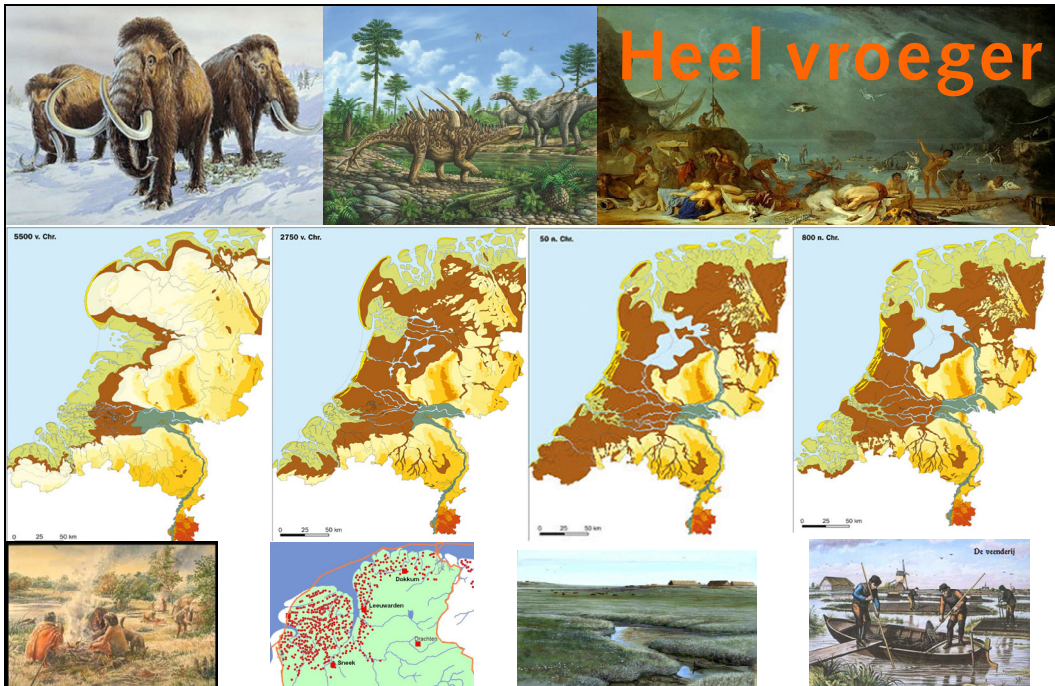 Heel vroeger
5500 v. Chr.
2750 v. Chr.
50 n. Chr.
800 n. Chr.
0 25 50 km
0 25 50 km
0 25 50 km
0 25 50 km
Dokkum
Leeuwarden
Drachten
Sneek
De veenderij